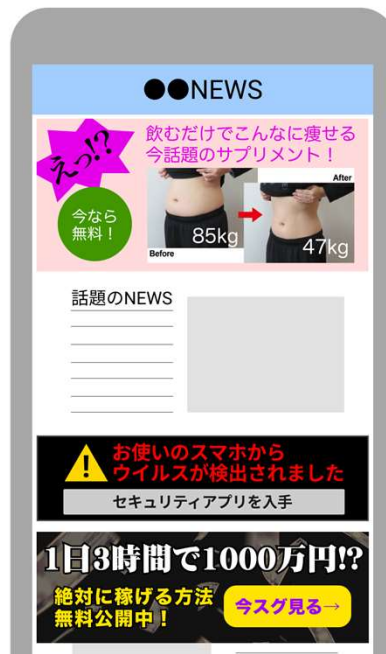 ●●NEWS
えっ!?
飲むだけでこんなに痩せる
今話題のサプリメント！
今なら
無料！
After
85kg
47kg
Before
話題のNEWS
お使いのスマホから
ウイルスが検出されました
セキュリティアプリを入手
1日3時間で1000万円!?
絶対に稼げる方法
無料公開中！
今スグ見る→